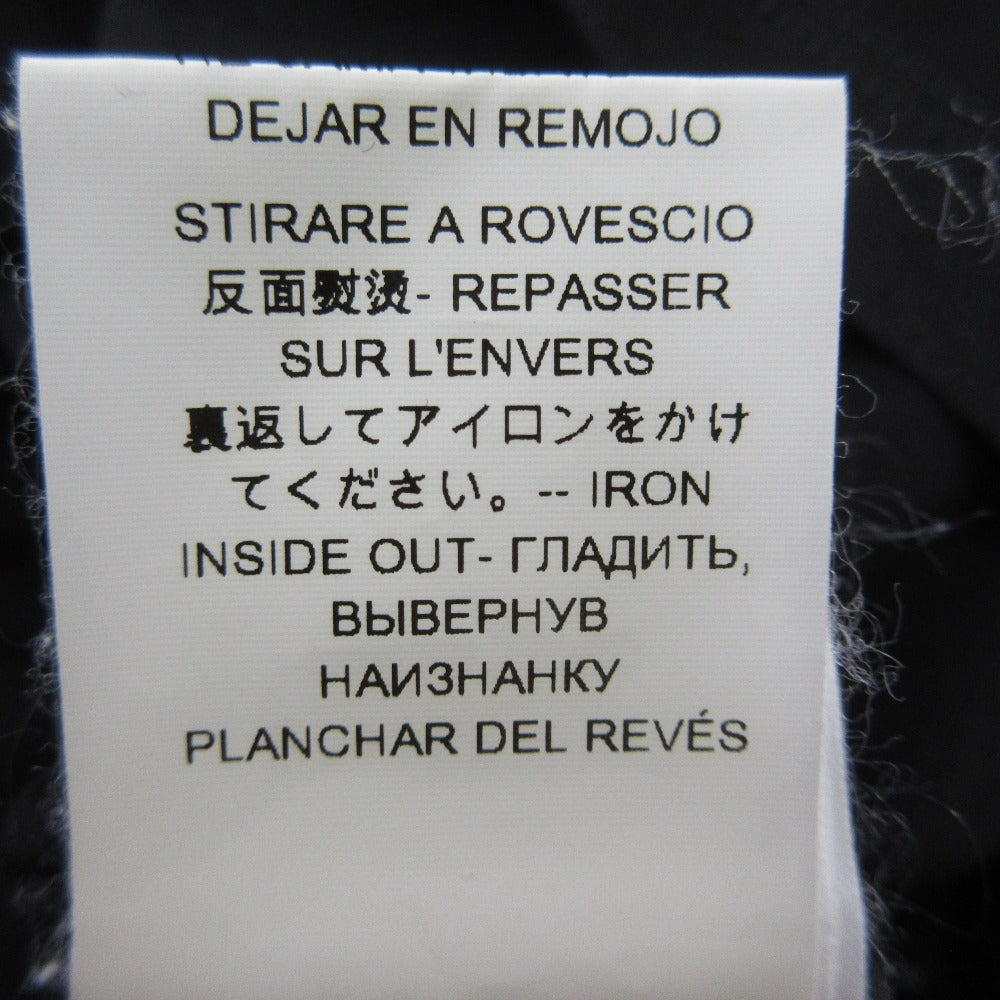 DEJAR EN REMOJO
STIRARE A ROVESCIO
反面熨烫- REPASSER
SUR L'ENVERS
裏返してアイロンをかけ
てください。-- IRON
INSIDE OUT- ГЛАДИТЬ,
ВЫВЕРНУВ
НАИЗНАНКУ
PLANCHAR DEL REVÉS